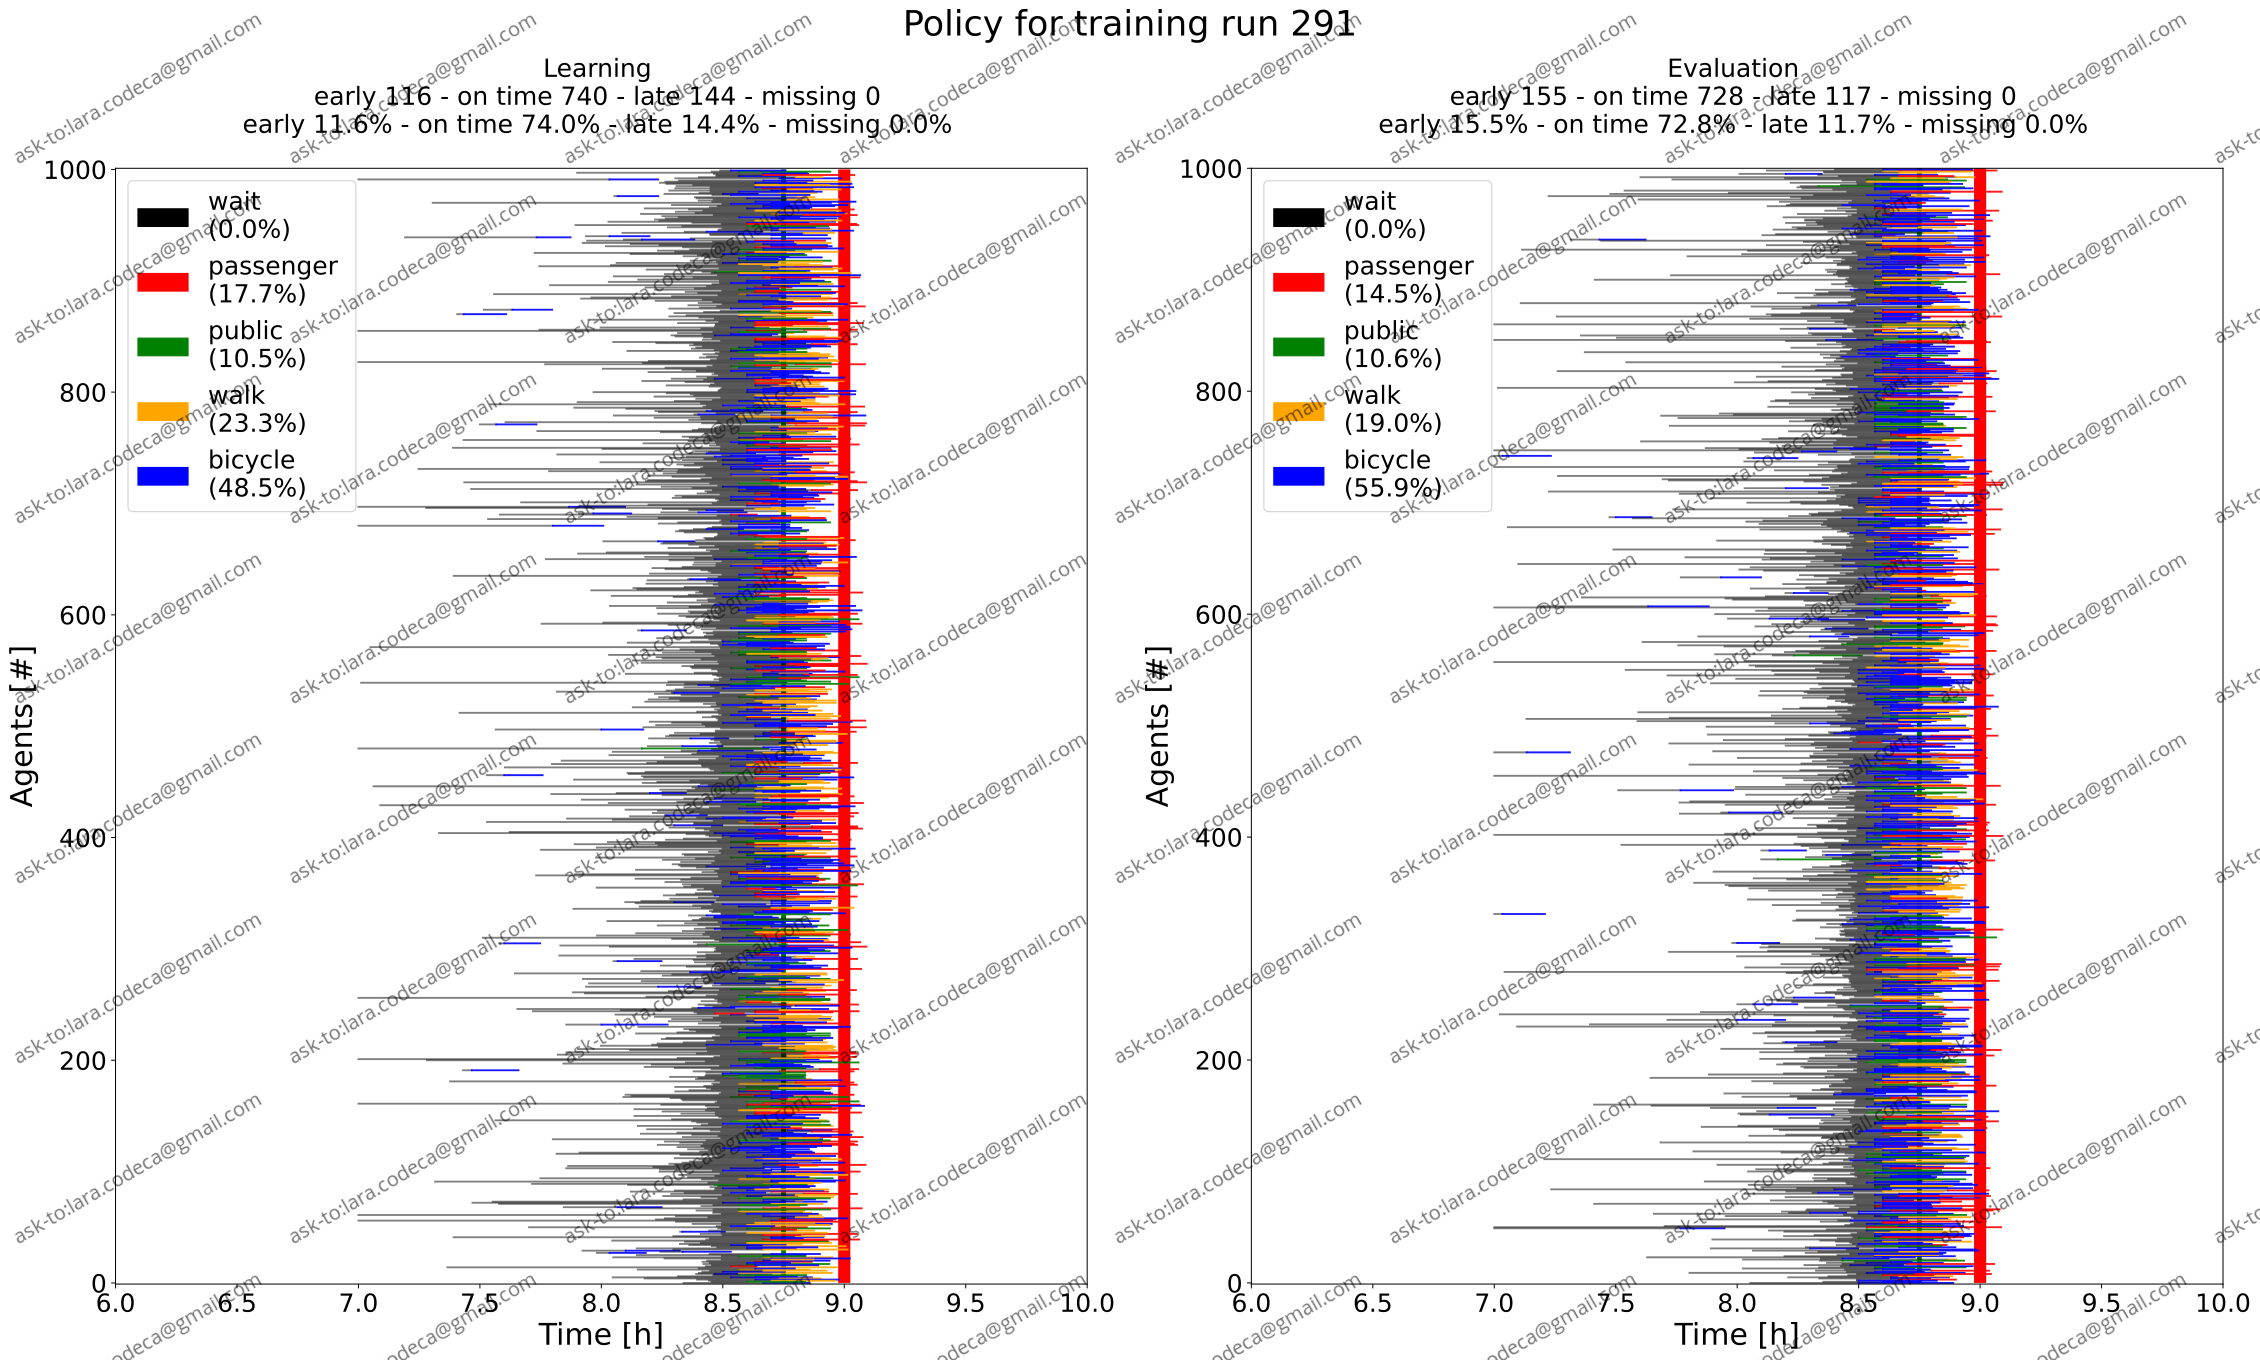 Policy for training run 291
Learning
early 116 - on time 740 - late 144 - missing 0
early 11.6% - on time 74.0% - late 14.4% - missing 0.0%
1000
800
600
400
200
0
Agents [#]
wait
(0.0%)
passenger
(17.7%)
public
(10.5%)
walk
(23.3%)
bicycle
(48.5%)
6.0 6.5 7.0 7.5 8.0 8.5 9.0 9.5 10.0
Time [h]
Evaluation
early 155 - on time 728 - late 117 - missing 0
early 15.5% - on time 72.8% - late 11.7% - missing 0.0%
1000
800
600
400
200
0
Agents [#]
wait
(0.0%)
passenger
(14.5%)
public
(10.6%)
walk
(19.0%)
bicycle
(55.9%)
6.0 6.5 7.0 7.5 8.0 8.5 9.0 9.5 10.0
Time [h]
ask-to:lara.codeca@gmail.com